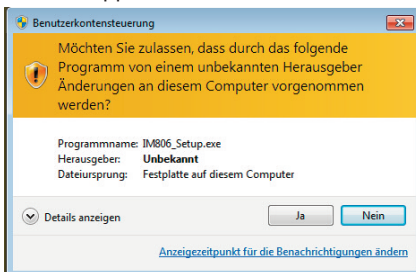 Benutzerkontensteuerung
Möchten Sie zulassen, dass durch das folgende
Programm von einem unbekannten Herausgeber
Änderungen an diesem Computer vorgenommen
werden?
Programmname: IM806_Setup.exe
Herausgeber: Unbekannt
Dateiursprung: Festplatte auf diesem Computer
Details anzeigen Ja Nein
Anzeigezeitpunkt für die Benachrichtigungen ändern